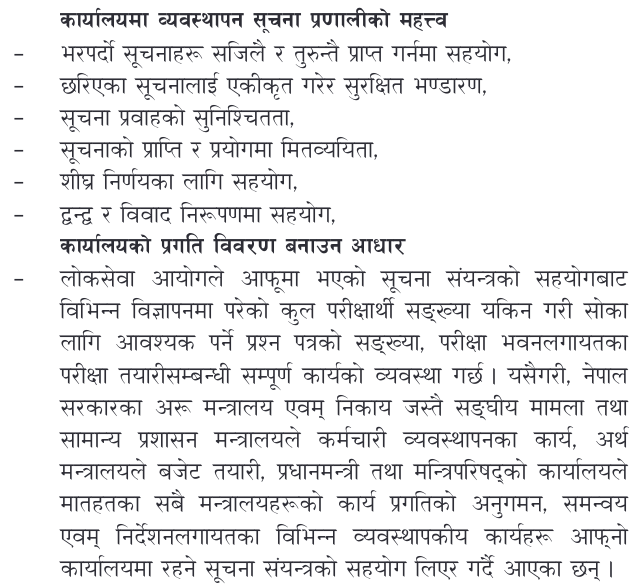 कार्यालयमा व्यवस्थापन सूचना प्रणालीको महत्त्व
– भरपर्दो सूचनाहरू सजिलै र तुरुन्तै प्राप्त गर्नमा सहयोग,
– छरिएका सूचनालाई एकीकृत गरेर सुरक्षित भण्डारण,
– सूचना प्रवाहको सुनिश्चितता,
– सूचनाको प्राप्ति र प्रयोगमा मितव्ययिता,
– शीघ्र निर्णयका लागि सहयोग,
– द्वन्द्व र विवाद निरूपणमा सहयोग,
कार्यालयको प्रगति विवरण बनाउन आधार
– लोकसेवा आयोगले आफूमा भएको सूचना संयन्त्रको सहयोगबाट
विभिन्न विज्ञापनमा परेको कुल परीक्षार्थी सङ्ख्या यकिन गरी सोका
लागि आवश्यक पर्ने प्रश्न पत्रको सङ्ख्या, परीक्षा भवनलगायतका
परीक्षा तयारीसम्बन्धी सम्पूर्ण कार्यको व्यवस्था गर्छ । यसैगरी, नेपाल
सरकारका अरू मन्त्रालय एवम् निकाय जस्तै सङ्घीय मामला तथा
सामान्य प्रशासन मन्त्रालयले कर्मचारी व्यवस्थापनका कार्य, अर्थ
मन्त्रालयले बजेट तयारी, प्रधानमन्त्री तथा मन्त्रिपरिषद्को कार्यालयले
मातहतका सबै मन्त्रालयहरूको कार्य प्रगतिको अनुगमन, समन्वय
एवम् निर्देशनलगायतका विभिन्न व्यवस्थापकीय कार्यहरू आफ्नो
कार्यालयमा रहने सूचना संयन्त्रको सहयोग लिएर गर्दै आएका छन् ।